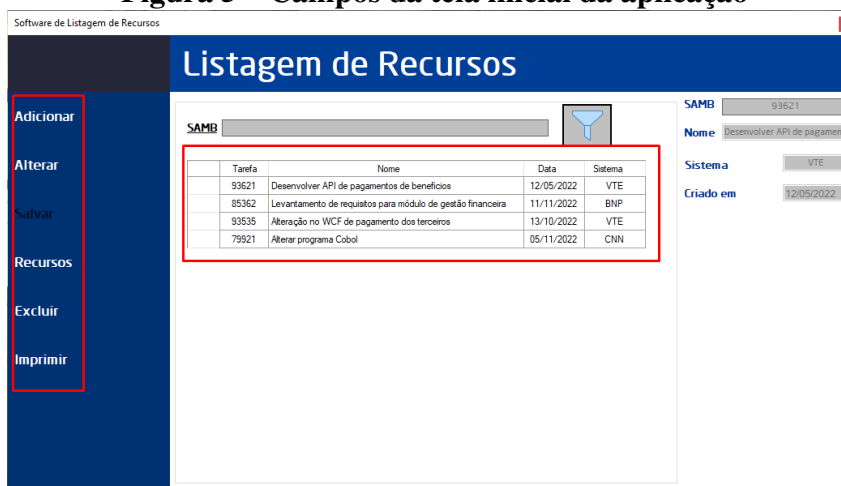 Figura 3 – Campos da tela inicial da aplicação
Software de Listagem de Recursos
Listagem de Recursos
Adicionar
Alterar
Salvar
Recursos
Excluir
Imprimir
SAMB
Tarefa Nome Data Sistema
93621 Desenvolver API de pagamentos de beneficios 12/05/2022 VTE
85362 Levantamento de requisitos para módulo de gestão financeira 11/11/2022 BNP
93535 Alteração no WCF de pagamento dos terceiros 13/10/2022 VTE
79921 Alterar programa Cobol 05/11/2022 CNN
SAMB 93621
Nome Desenvolver API de pagamen
Sistema VTE
Criado em 12/05/2022